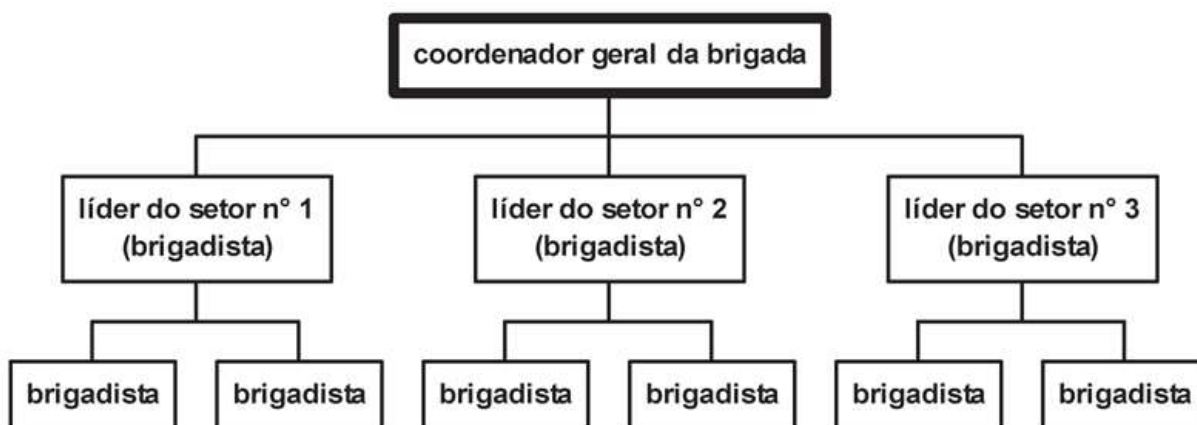 coordenador geral da brigada
líder do setor n° 1
(brigadista)
líder do setor n° 2
(brigadista)
líder do setor n° 3
(brigadista)
brigadista
brigadista
brigadista
brigadista
brigadista
brigadista